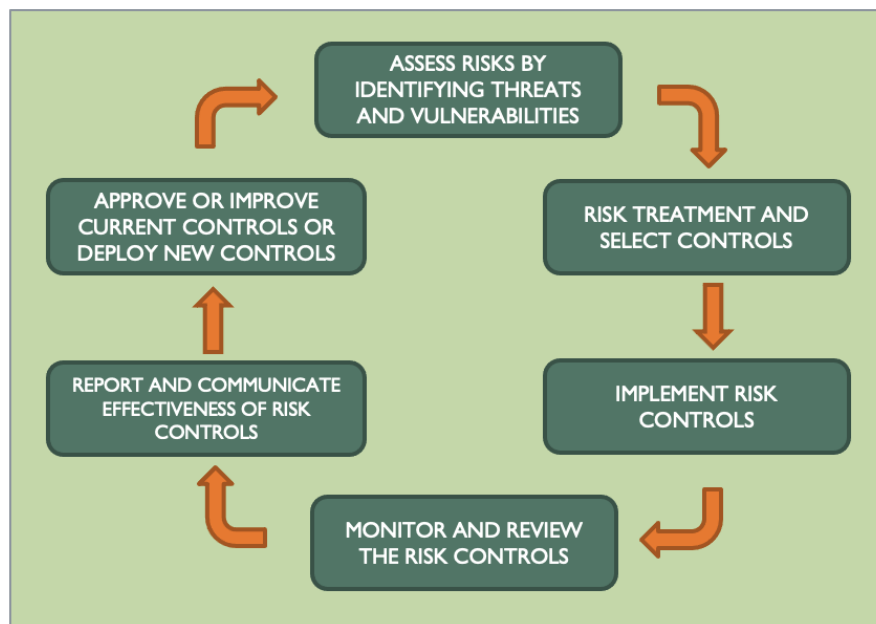 ASSESS RISKS BY
IDENTIFYING THREATS
AND VULNERABILITIES
RISK TREATMENT AND
SELECT CONTROLS
IMPLEMENT RISK
CONTROLS
MONITOR AND REVIEW
THE RISK CONTROLS
REPORT AND COMMUNICATE
EFFECTIVENESS OF RISK
CONTROLS
APPROVE OR IMPROVE
CURRENT CONTROLS OR
DEPLOY NEW CONTROLS